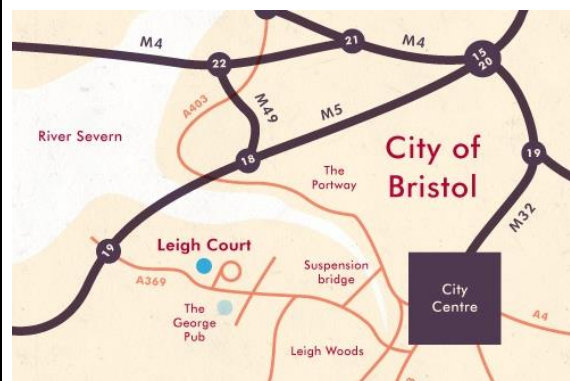 M4
21
M4
15
20
22
A403
M49
M5
River Severn
18
The
Portway
City of
Bristol
19
M32
19
Leigh Court
A369
Suspension
bridge
City
Centre
The
George
Pub
A4
Leigh Woods